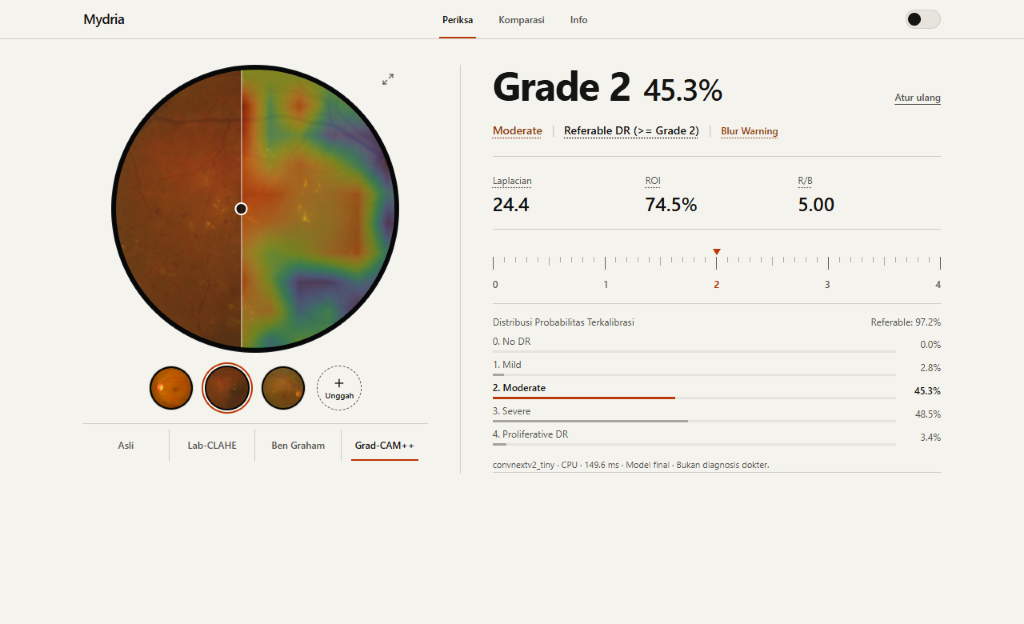 Mydria
Periksa
Komparasi
Info
Grade 2 45.3%
Atur ulang
Moderate | Referable DR (>= Grade 2) | Blur Warning
Laplacian
24.4
ROI
74.5%
R/B
5.00
0 1 2 3 4
Distribusi Probabilitas Terkalibrasi
Referable: 97.2%
0. No DR 0.0%
1. Mild 2.8%
2. Moderate 45.3%
3. Severe 48.5%
4. Proliferative DR 3.4%
convnextv2_tiny · CPU · 149.6 ms · Model final · Bukan diagnosis dokter.
+
Unggah
Asli
Lab-CLAHE
Ben Graham
Grad-CAM++